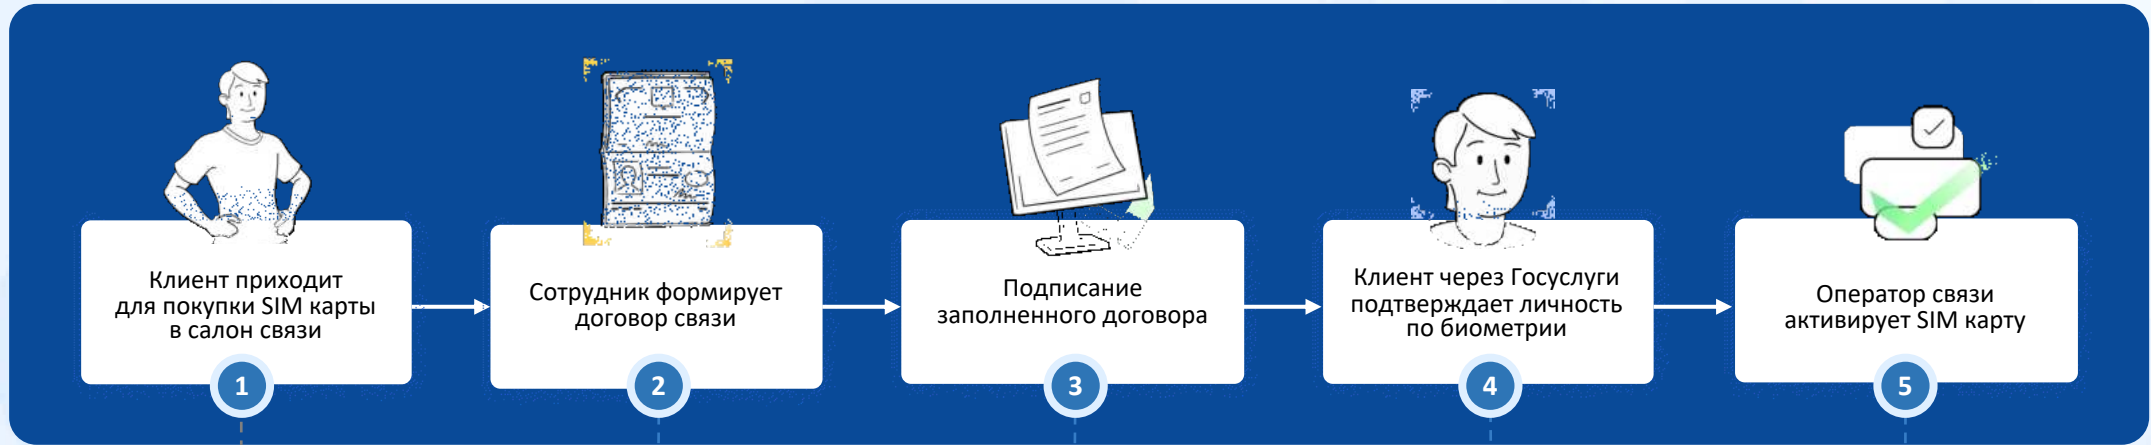 Клиент приходит
для покупки SIM карты
в салон связи
1
Сотрудник формирует
договор связи
2
Подписание
заполненного договора
3
Клиент через Госуслуги
подтверждает личность
по биометрии
4
Оператор связи
активирует SIM карту
5